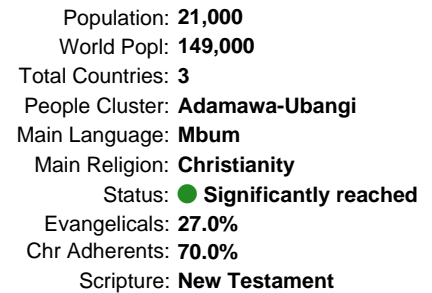 Population: 21,000
World Popl: 149,000
Total Countries: 3
People Cluster: Adamawa-Ubangi
Main Language: Mbum
Main Religion: Christianity
Status: Significantly reached
Evangelicals: 27.0%
Chr Adherents: 70.0%
Scripture: New Testament